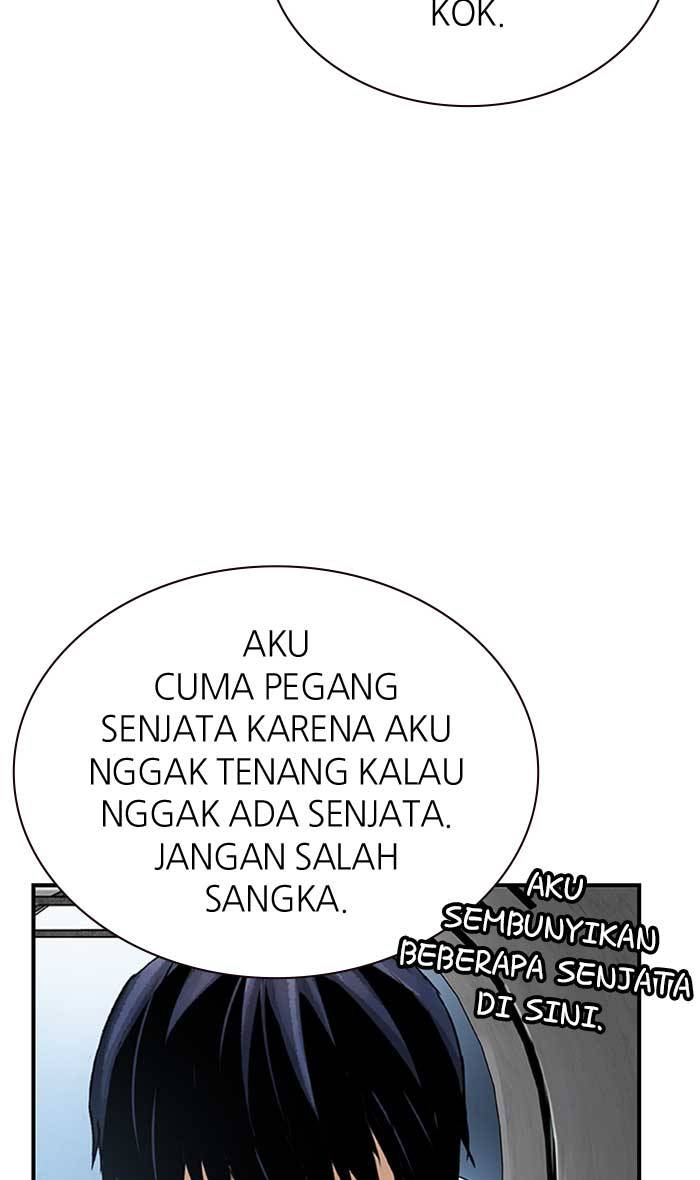 KOK.
AKU
CUMA PEGANG
SENJATA KARENA AKU
NGGAK TENANG KALAU
NGGAK ADA SENJATA.
JANGAN SALAH
SANGKA.
AKU
SEMBUNYIKAN
BEBERAPA SENJATA
DI SINI.